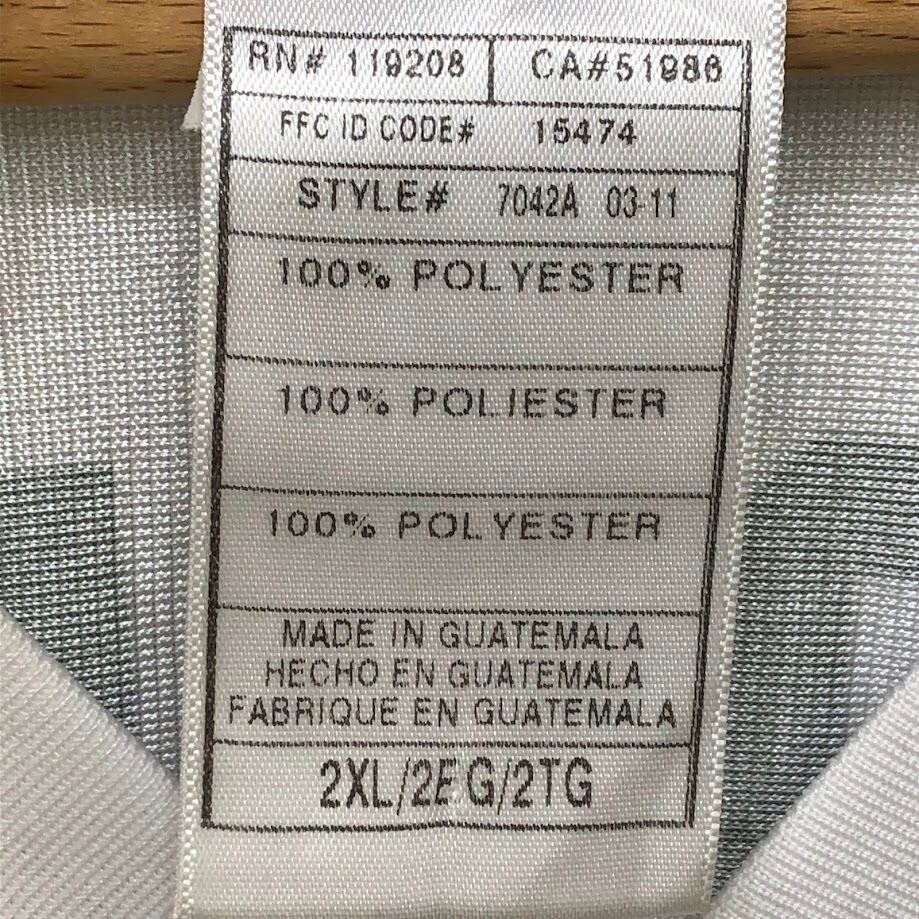 RN# 119208 CA#51986
FFC ID CODE# 15474
STYLE# 7042A 03-11
100% POLYESTER
100% POLIESTER
100% POLYESTER
MADE IN GUATEMALA
HECHO EN GUATEMALA
FABRIQUE EN GUATEMALA
2XL/2EG/2TG